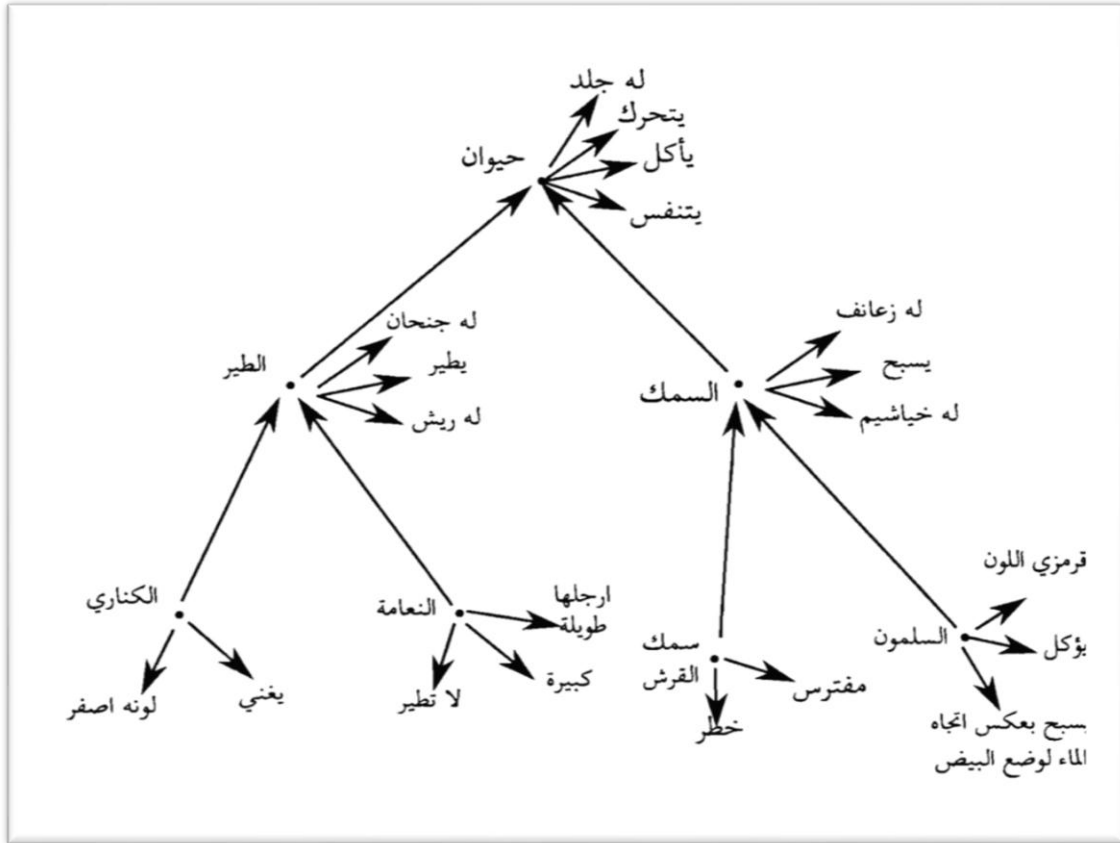 له جلد
يتحرك
حيوان
يأكل
يتنفس
له جنحان
الطير
يطير
له ريش
له زعانف
يسبح
السمك
له خياشيم
الكناري
لونه اصفر
يغني
النعامة
ارجلها
طويلة
كبيرة
لا تطير
سمك
القرش
مفترس
خطر
قرمزي اللون
السلمون
يؤكل
يسبح بعكس اتجاه
الماء لوضع البيض